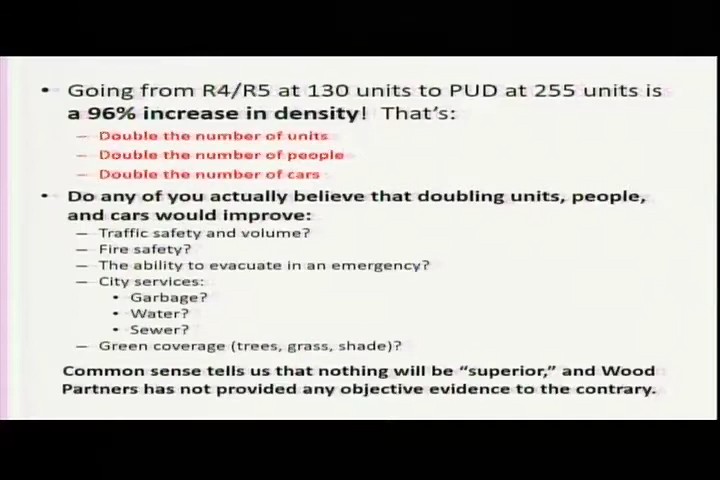 • Going from R4/R5 at 130 units to PUD at 255 units is
a 96% increase in density! That's:
– Double the number of units
– Double the number of people
– Double the number of cars
• Do any of you actually believe that doubling units, people,
and cars would improve:
– Traffic safety and volume?
– Fire safety?
– The ability to evacuate in an emergency?
– City services:
• Garbage?
• Water?
• Sewer?
– Green coverage (trees, grass, shade)?
Common sense tells us that nothing will be “superior,” and Wood
Partners has not provided any objective evidence to the contrary.